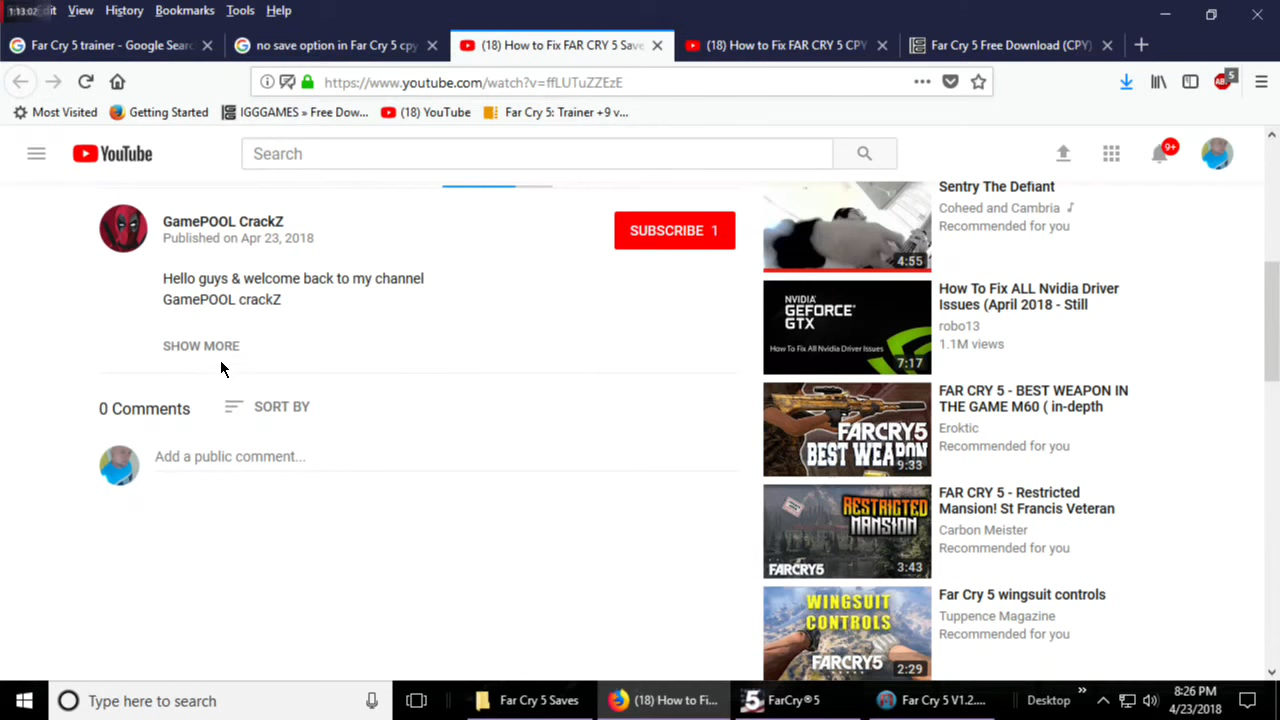 1:13:02 dit View History Bookmarks Tools Help
Far Cry 5 trainer - Google Searc × no save option in Far Cry 5 cpy × (18) How to Fix FAR CRY 5 Save × (18) How to Fix FAR CRY 5 CPY × Far Cry 5 Free Download (CPY) ×
https://www.youtube.com/watch?v=ffLUTuZZEzE
ABP 5
Most Visited Getting Started IGGGAMES » Free Dow... (18) YouTube Far Cry 5: Trainer +9 v...
YouTube Search 9+
GamePOOL CrackZ
Published on Apr 23, 2018
SUBSCRIBE 1
Hello guys & welcome back to my channel
GamePOOL crackZ
SHOW MORE
0 Comments SORT BY
Add a public comment...
4:55
Sentry The Defiant
Coheed and Cambria
Recommended for you
NVIDIA
GEFORCE
GTX
How To Fix All Nvidia Driver Issues
7:17
How To Fix ALL Nvidia Driver
Issues (April 2018 - Still
robo13
1.1M views
FARCRY5
BEST WEAPON
9:33
FAR CRY 5 - BEST WEAPON IN
THE GAME M60 ( in-depth
Eroktic
Recommended for you
RESTRICTED
MANSION
FARCRY5
3:43
FAR CRY 5 - Restricted
Mansion! St Francis Veteran
Carbon Meister
Recommended for you
WINGSUIT
CONTROLS
FARCRY5
2:29
Far Cry 5 wingsuit controls
Tuppence Magazine
Recommended for you
Type here to search Far Cry 5 Saves (18) How to Fi... 5 FarCry®5 Far Cry 5 V1.2.... Desktop
8:26 PM
4/23/2018